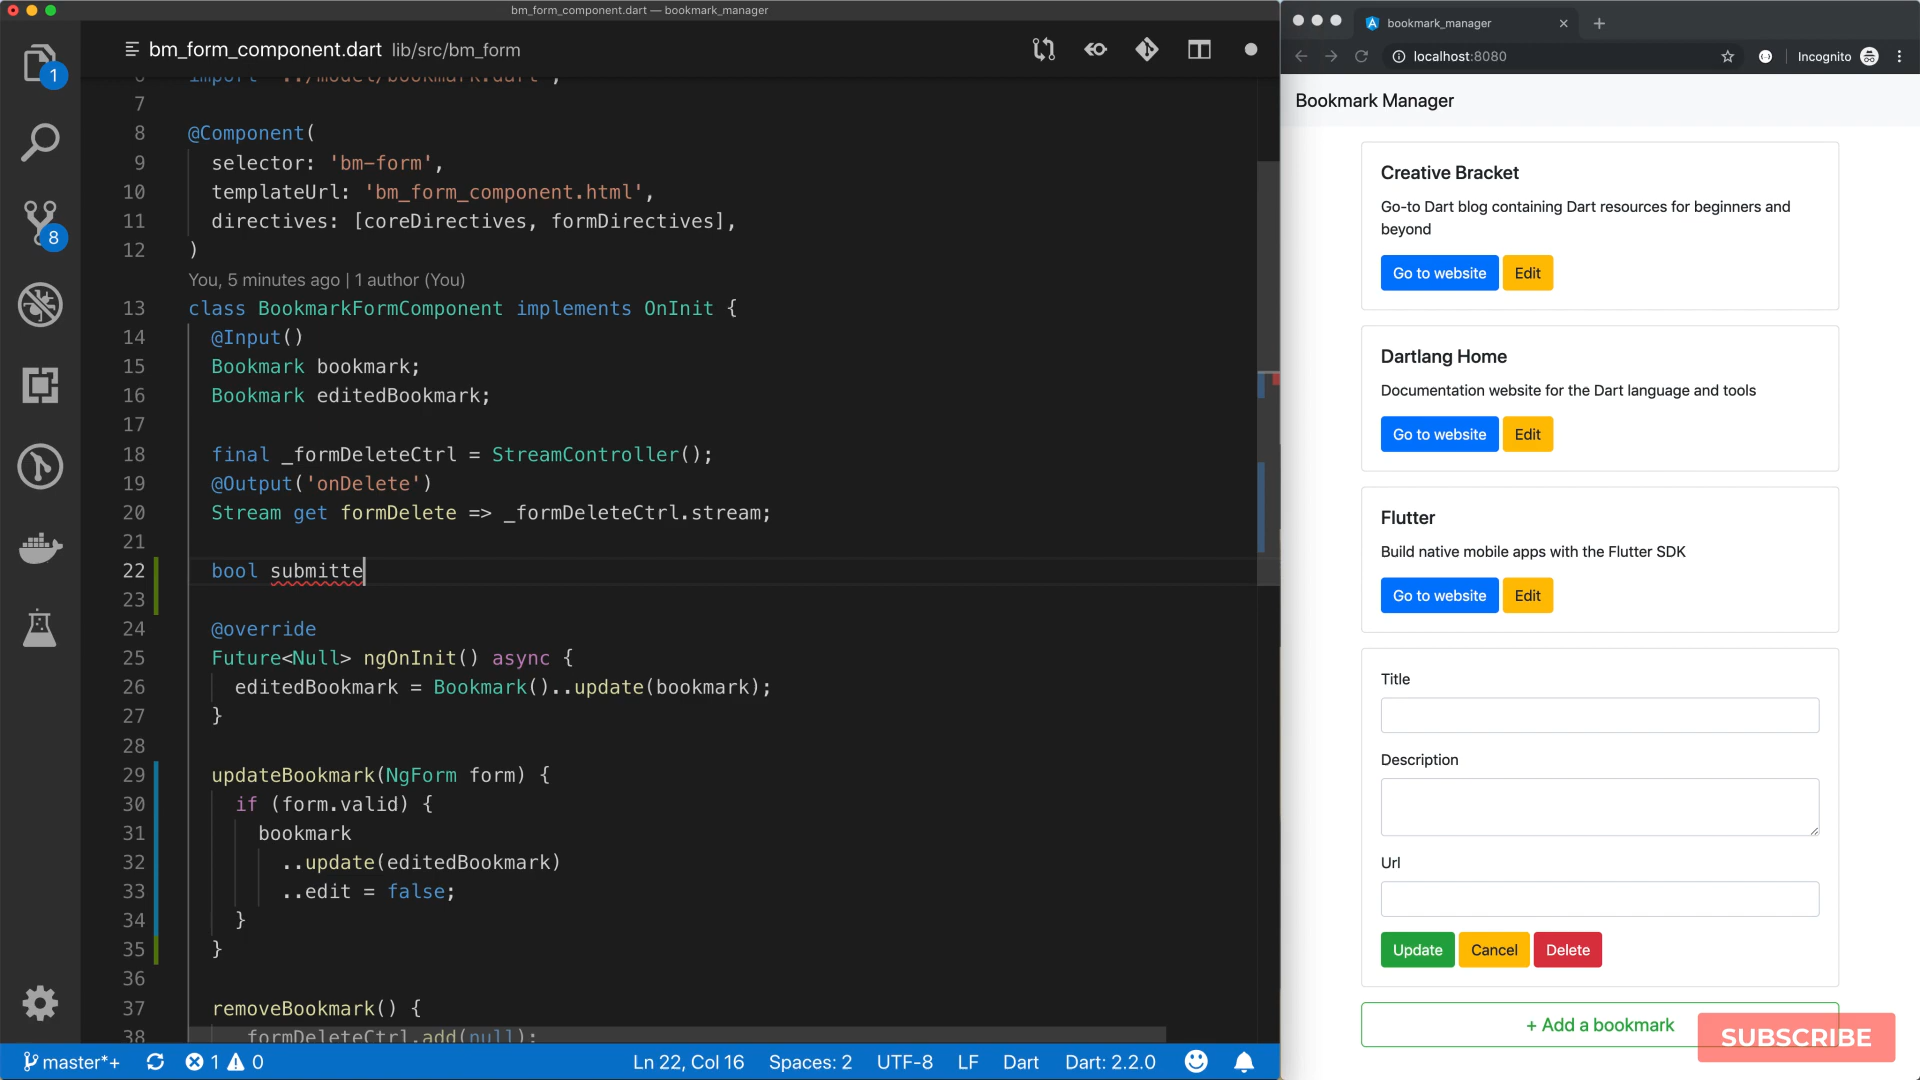 bm_form_component.dart — bookmark_manager
bm_form_component.dart lib/src/bm_form
1
8
6 import '../model/bookmark.dart';
7
8 @Component(
9 selector: 'bm-form',
10 templateUrl: 'bm_form_component.html',
11 directives: [coreDirectives, formDirectives],
12 )
You, 5 minutes ago | 1 author (You)
13 class BookmarkFormComponent implements OnInit {
14 @Input()
15 Bookmark bookmark;
16 Bookmark editedBookmark;
17
18 final _formDeleteCtrl = StreamController();
19 @Output('onDelete')
20 Stream get formDelete => _formDeleteCtrl.stream;
21
22 bool submitte
23
24 @override
25 Future<Null> ngOnInit() async {
26 editedBookmark = Bookmark()..update(bookmark);
27 }
28
29 updateBookmark(NgForm form) {
30 if (form.valid) {
31 bookmark
32 ..update(editedBookmark)
33 ..edit = false;
34 }
35 }
36
37 removeBookmark() {
38 _formDeleteCtrl.add(null);
master*+ 1 0 Ln 22, Col 16 Spaces: 2 UTF-8 LF Dart Dart: 2.2.0
bookmark_manager
localhost:8080 Incognito
Bookmark Manager
Creative Bracket
Go-to Dart blog containing Dart resources for beginners and
beyond
Go to website Edit
Dartlang Home
Documentation website for the Dart language and tools
Go to website Edit
Flutter
Build native mobile apps with the Flutter SDK
Go to website Edit
Title
Description
Url
Update Cancel Delete
+ Add a bookmark
SUBSCRIBE